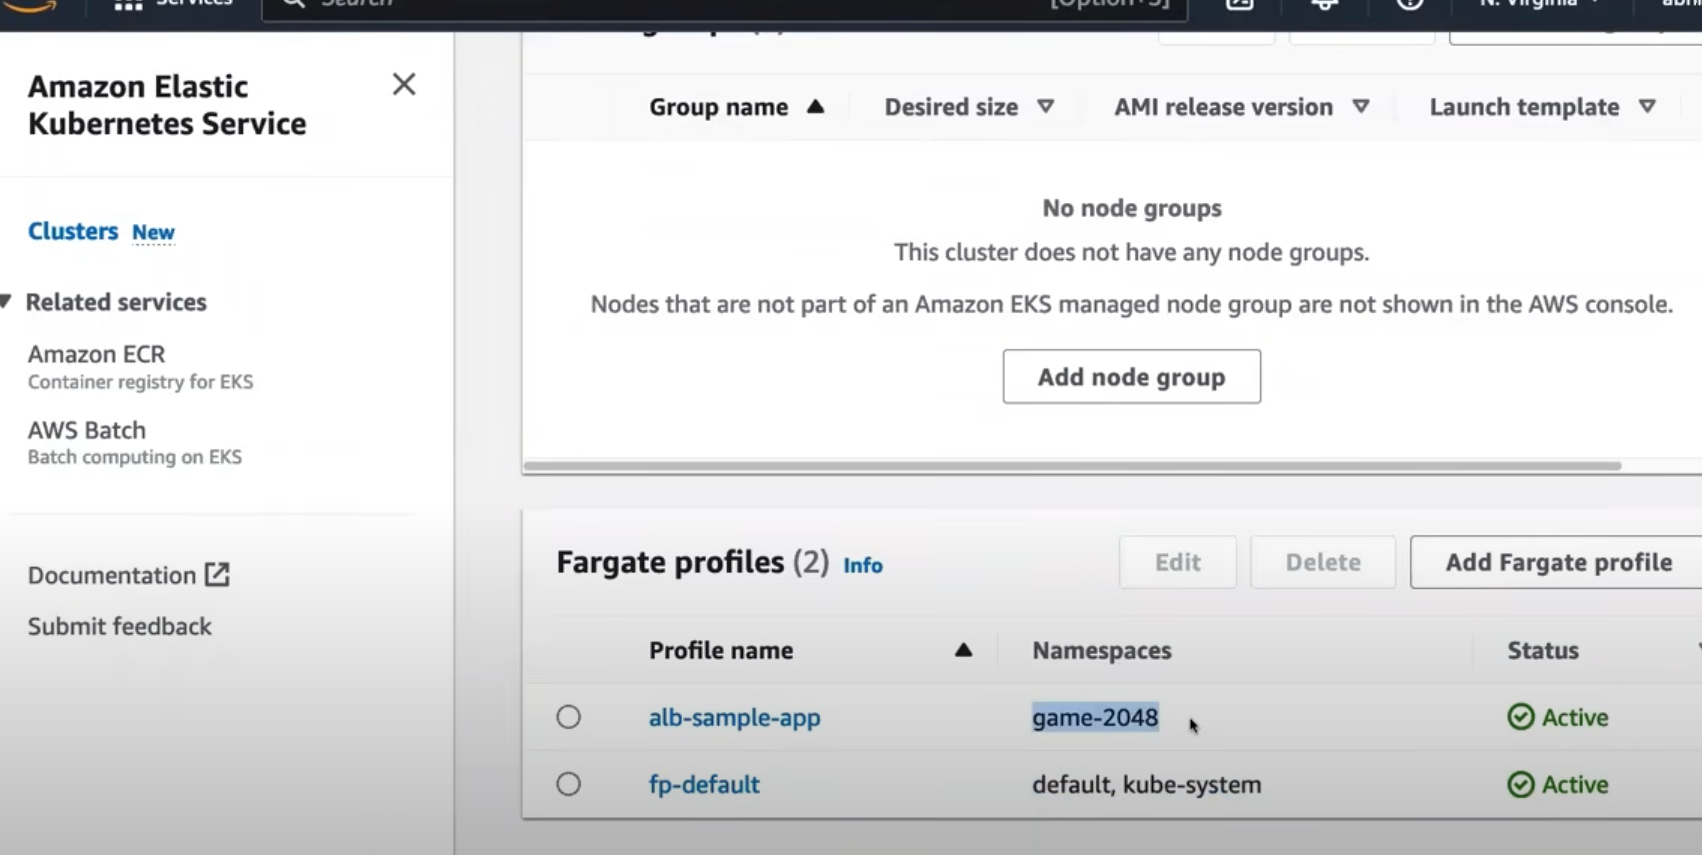 Services
Search
[Option+S]
N. Virginia
Amazon Elastic
Kubernetes Service
Clusters New
Related services
Amazon ECR
Container registry for EKS
AWS Batch
Batch computing on EKS
Documentation
Submit feedback
Group name
Desired size
AMI release version
Launch template
No node groups
This cluster does not have any node groups.
Nodes that are not part of an Amazon EKS managed node group are not shown in the AWS console.
Add node group
Fargate profiles (2) Info
Edit
Delete
Add Fargate profile
Profile name
Namespaces
Status
alb-sample-app
game-2048
Active
fp-default
default, kube-system
Active